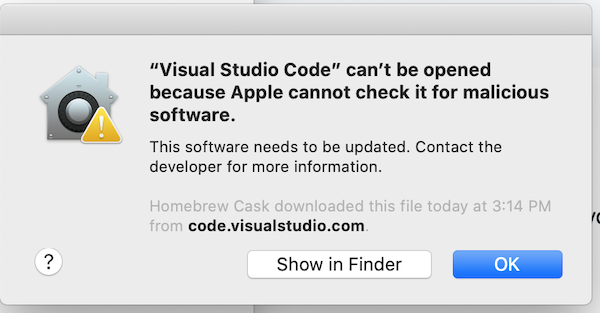 “Visual Studio Code” can’t be opened
because Apple cannot check it for malicious
software.
This software needs to be updated. Contact the
developer for more information.
Homebrew Cask downloaded this file today at 3:14 PM
from code.visualstudio.com.
?
Show in Finder
OK